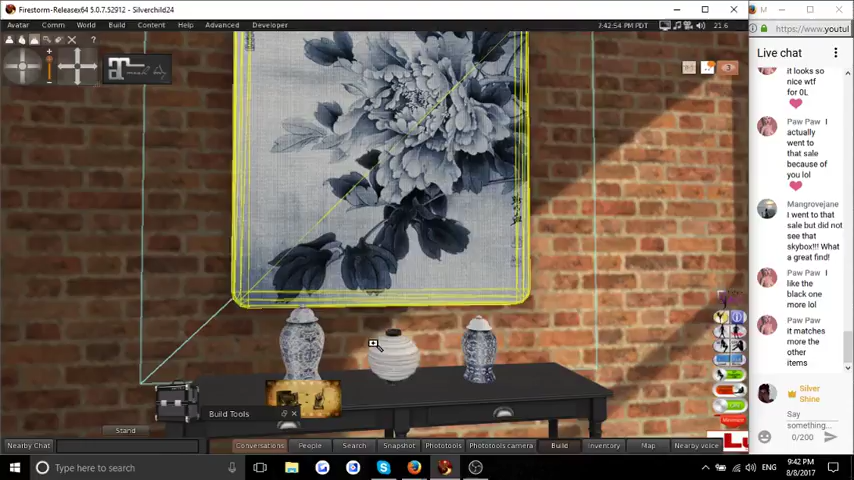 Firestorm-Releasex64 5.0.7.52912 - Silverchild24
Avatar Comm World Build Content Help Advanced Developer
7:42:54 PM PDT
21.6
https://www.youtul
Live chat
it looks so
nice wtf
for 0L
Paw Paw I
actually
went to
that sale
because of
you lol
Mangrovejane
I went to that
sale but did not
see that
skybox!!! What
a great find!
Paw Paw I
like the
black one
more lol
Paw Paw
it matches
more the
other
items
Silver
Shine
Say
something...
0/200
Build Tools
Stand
Nearby Chat
Conversations People Search Snapshot Phototools Phototools camera Build Inventory Map Nearby voice
Type here to search
ENG
9:42 PM
8/8/2017